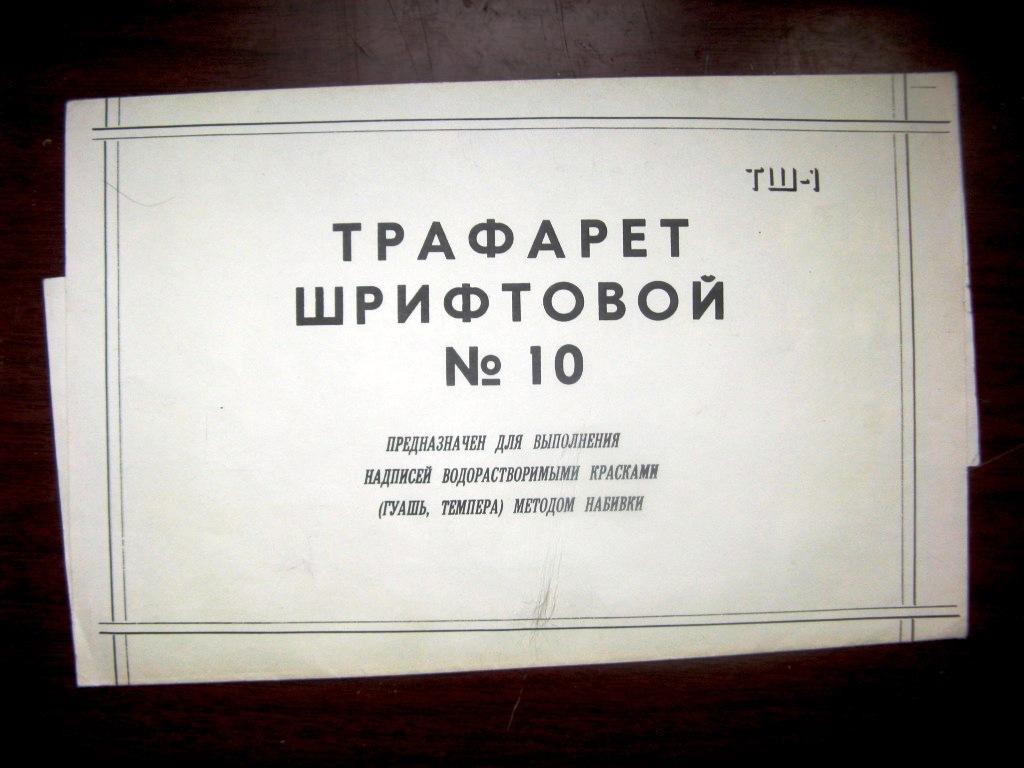 ТШ-1
ТРАФАРЕТ
ШРИФТОВОЙ
№ 10
ПРЕДНАЗНАЧЕН ДЛЯ ВЫПОЛНЕНИЯ
НАДПИСЕЙ ВОДОРАСТВОРИМЫМИ КРАСКАМИ
(ГУАШЬ, ТЕМПЕРА) МЕТОДОМ НАБИВКИ